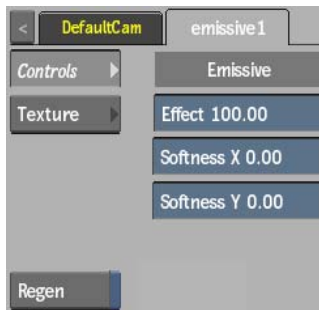 < DefaultCam emissive1
Controls Emissive
Texture Effect 100.00
Softness X 0.00
Softness Y 0.00
Regen